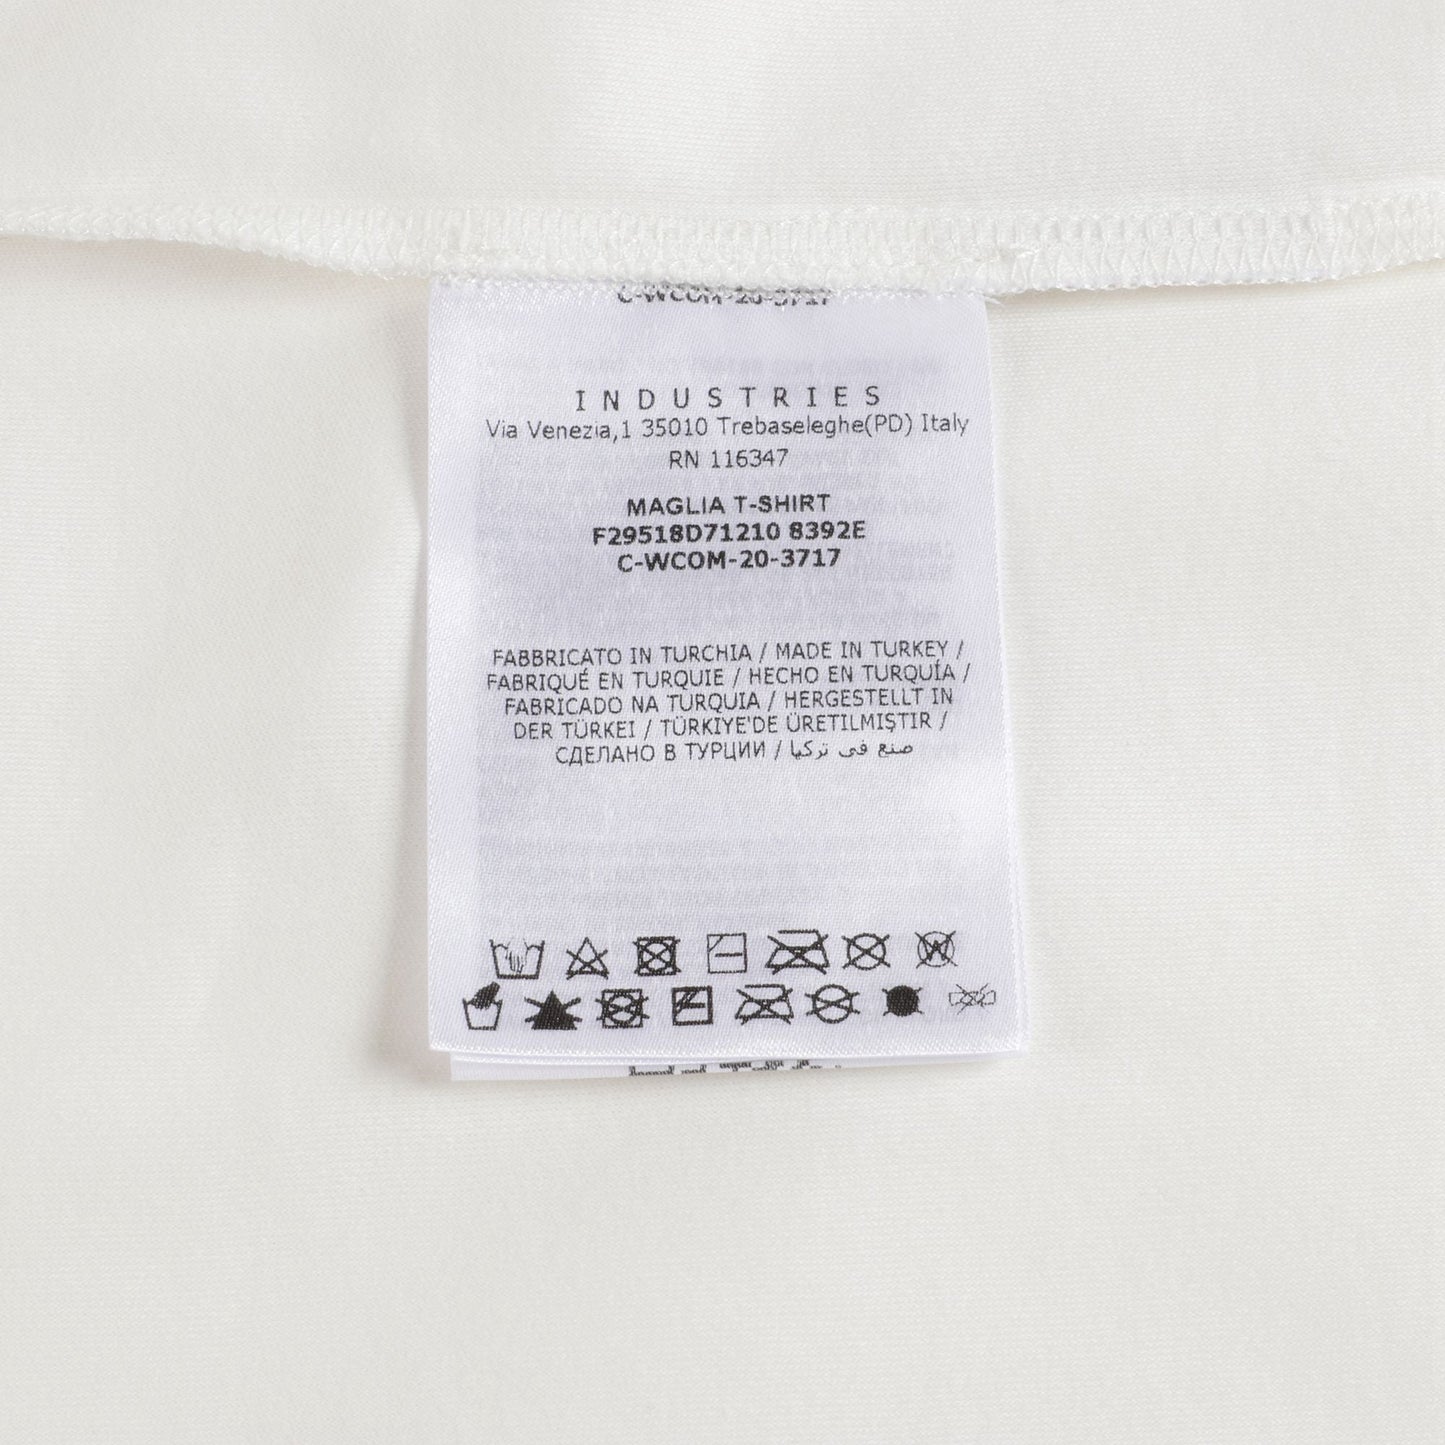 C-WCOM-20-3717
INDUSTRIES
Via Venezia,1 35010 Trebaseleghe(PD) Italy
RN 116347
MAGLIA T-SHIRT
F29518D71210 8392E
C-WCOM-20-3717
FABBRICATO IN TURCHIA / MADE IN TURKEY /
FABRIQUÉ EN TURQUIE / HECHO EN TURQUÍA /
FABRICADO NA TURQUIA / HERGESTELLT IN
DER TÜRKEI / TÜRKIYE'DE ÜRETILMIŞTIR /
СДЕЛАНО В ТУРЦИИ / صنع في تركيا
W